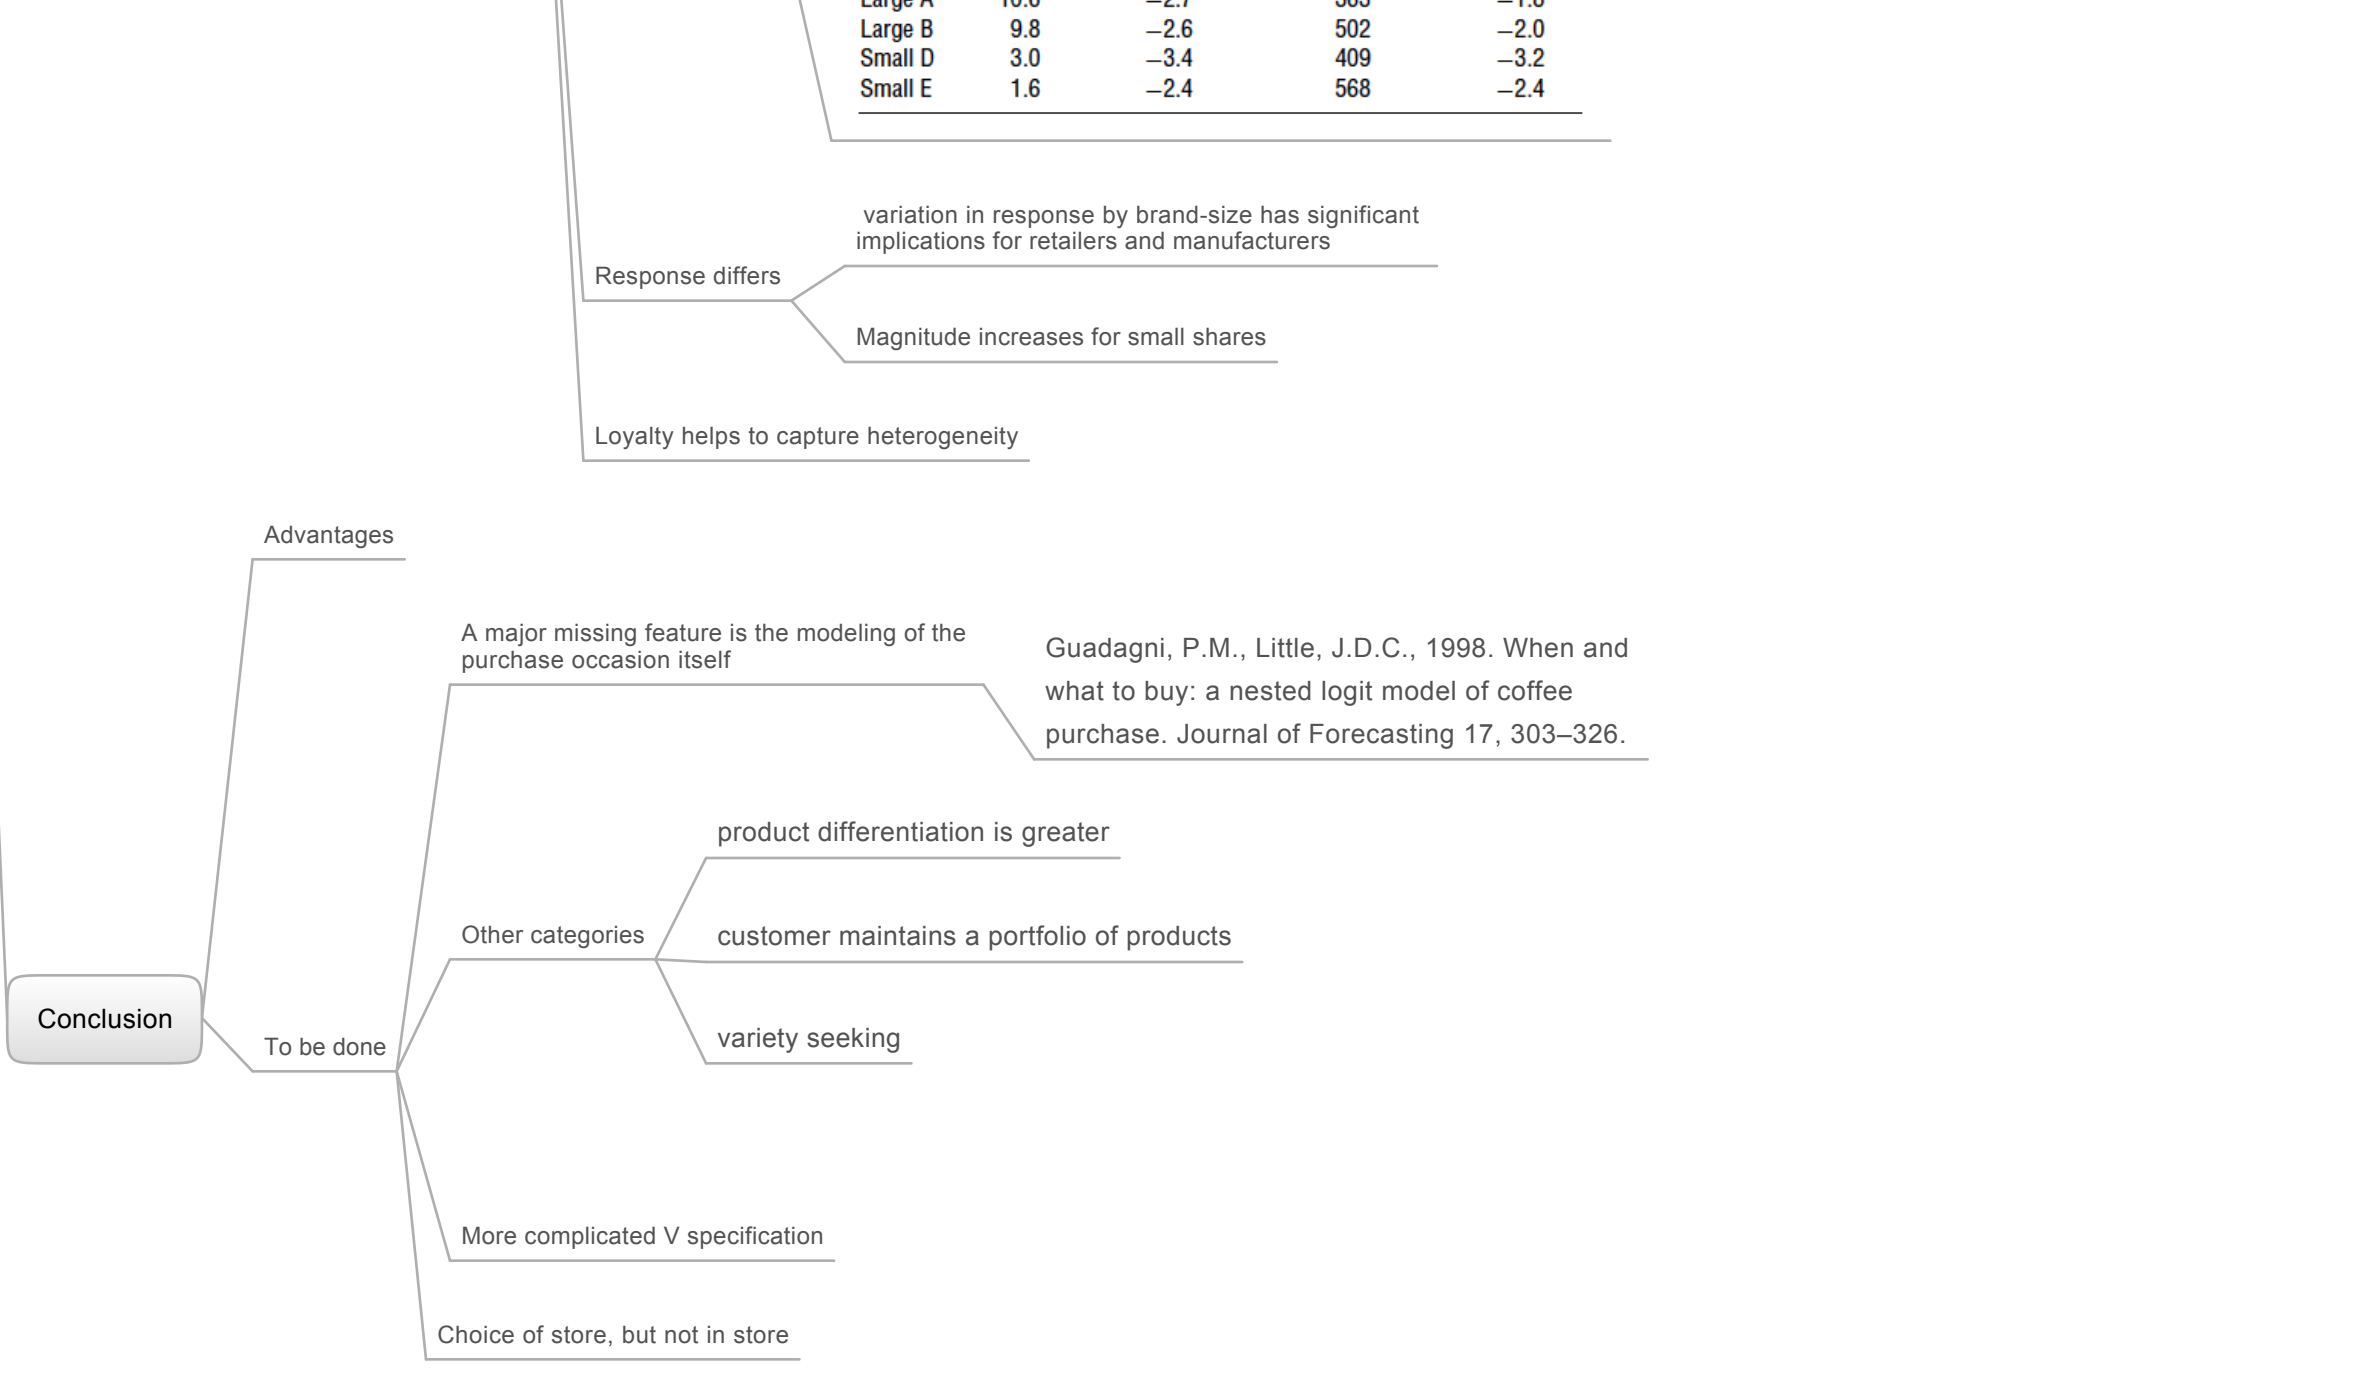 Large B 9.8 −2.6 502 −2.0
Small D 3.0 −3.4 409 −3.2
Small E 1.6 −2.4 568 −2.4
variation in response by brand-size has significant
implications for retailers and manufacturers
Response differs
Magnitude increases for small shares
Loyalty helps to capture heterogeneity
Advantages
A major missing feature is the modeling of the
purchase occasion itself
Guadagni, P.M., Little, J.D.C., 1998. When and
what to buy: a nested logit model of coffee
purchase. Journal of Forecasting 17, 303–326.
product differentiation is greater
Other categories
customer maintains a portfolio of products
variety seeking
Conclusion
To be done
More complicated V specification
Choice of store, but not in store